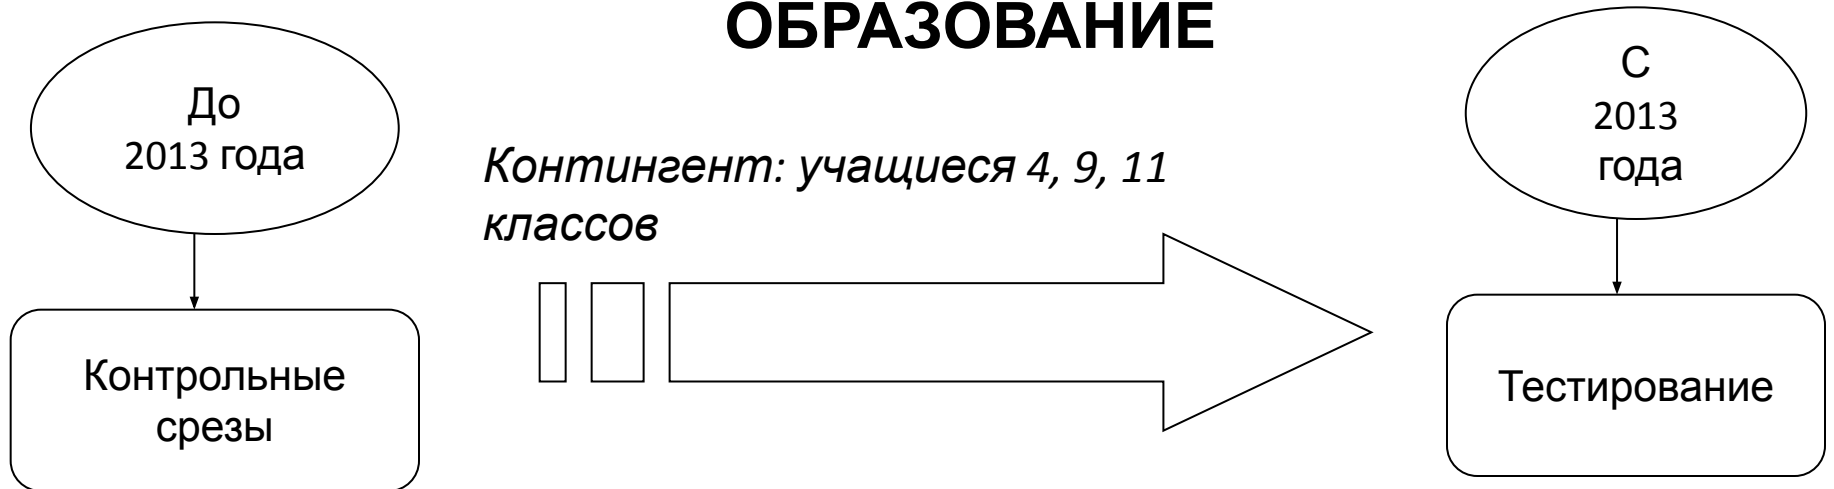 ОБРАЗОВАНИЕ
До
2013 года
Контингент: учащиеся 4, 9, 11
классов
С
2013
года
Контрольные
срезы
Тестирование